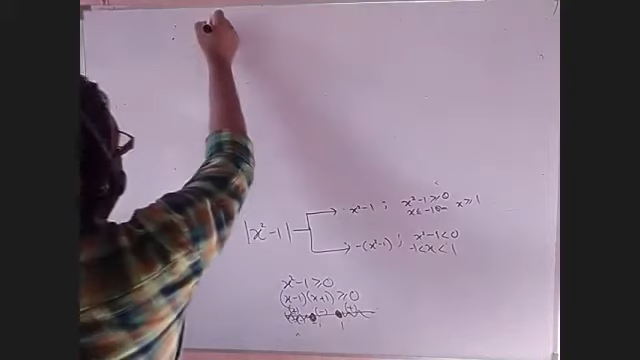 x²-1 ; x²-1 ≥ 0
x ≤ -1 or x ≥ 1
|x²-1|
-(x²-1) ; x²-1 < 0
-1 < x < 1
x²-1 ≥ 0
(x-1)(x+1) ≥ 0
(+) (-) (+)
-1 1